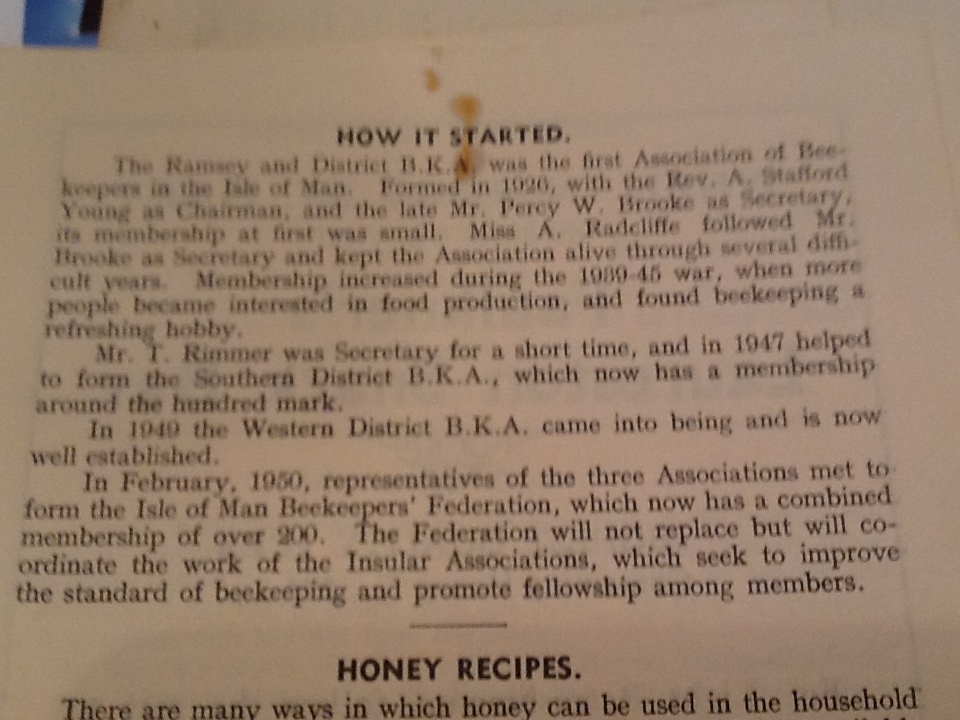 HOW IT STARTED.
The Ramsey and District B.K.A. was the first Association of Bee-
keepers in the Isle of Man. Formed in 1926, with the Rev. A. Stafford
Young as Chairman, and the late Mr. Percy W. Brooke as Secretary,
its membership at first was small. Miss A. Radcliffe followed Mr.
Brooke as Secretary and kept the Association alive through several diffi-
cult years. Membership increased during the 1939-45 war, when more
people became interested in food production, and found beekeeping a
refreshing hobby.
Mr. T. Rimmer was Secretary for a short time, and in 1947 helped
to form the Southern District B.K.A., which now has a membership
around the hundred mark.
In 1949 the Western District B.K.A. came into being and is now
well established.
In February, 1950, representatives of the three Associations met to
form the Isle of Man Beekeepers' Federation, which now has a combined
membership of over 200. The Federation will not replace but will co-
ordinate the work of the Insular Associations, which seek to improve
the standard of beekeeping and promote fellowship among members.
HONEY RECIPES.
There are many ways in which honey can be used in the household